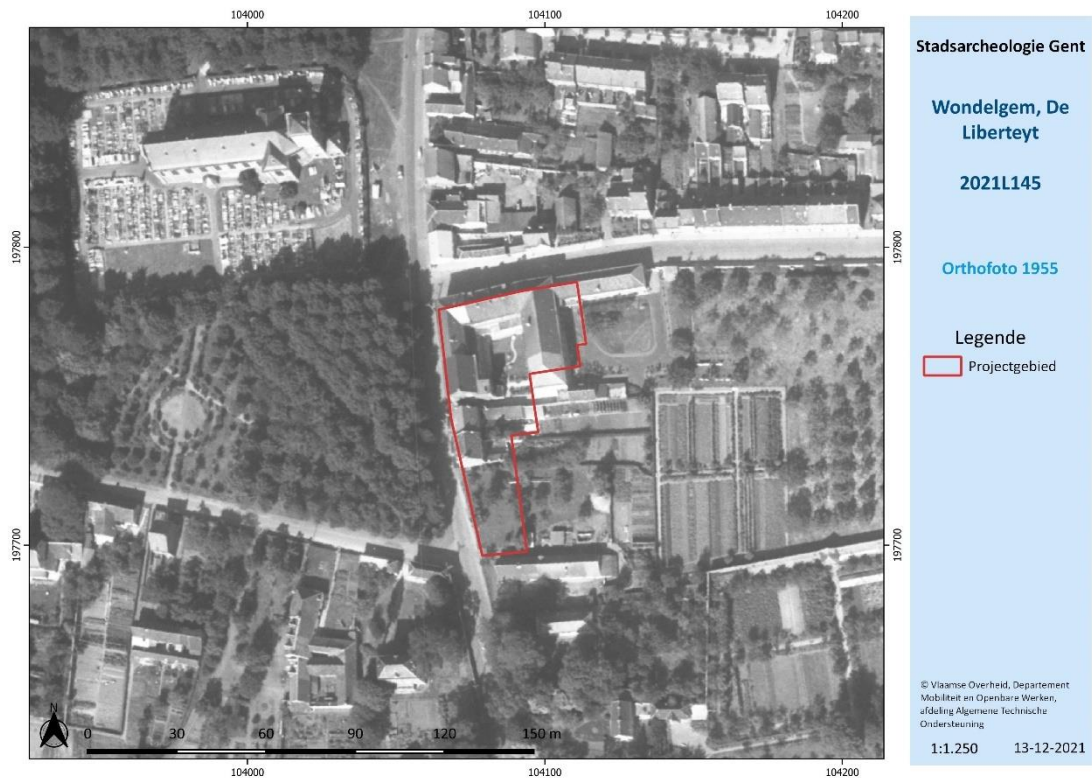 104000
104100
104200
197800
197800
197700
197700
N
0
30
60
90
120
150 m
104000
104100
104200
Stadsarcheologie Gent
Wondelgem, De
Liberteyt
2021L145
Orthofoto 1955
Legende
Projectgebied
© Vlaamse Overheid, Departement
Mobiliteit en Openbare Werken,
afdeling Algemene Technische
Ondersteuning
1:1.250
13-12-2021